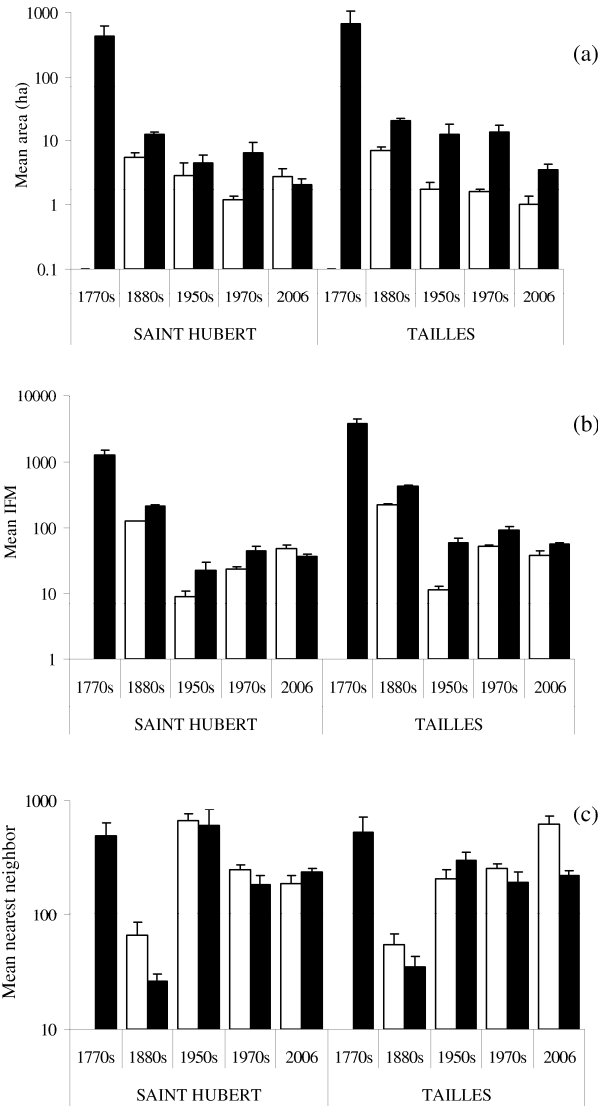 1000
(a)
100
Mean area (ha)
10
1
0.1
1770s 1880s 1950s 1970s 2006 1770s 1880s 1950s 1970s 2006
SAINT HUBERT TAILLES
10000
(b)
1000
Mean IFM
100
10
1
1770s 1880s 1950s 1970s 2006 1770s 1880s 1950s 1970s 2006
SAINT HUBERT TAILLES
1000
(c)
Mean nearest neighbor
100
10
1770s 1880s 1950s 1970s 2006 1770s 1880s 1950s 1970s 2006
SAINT HUBERT TAILLES